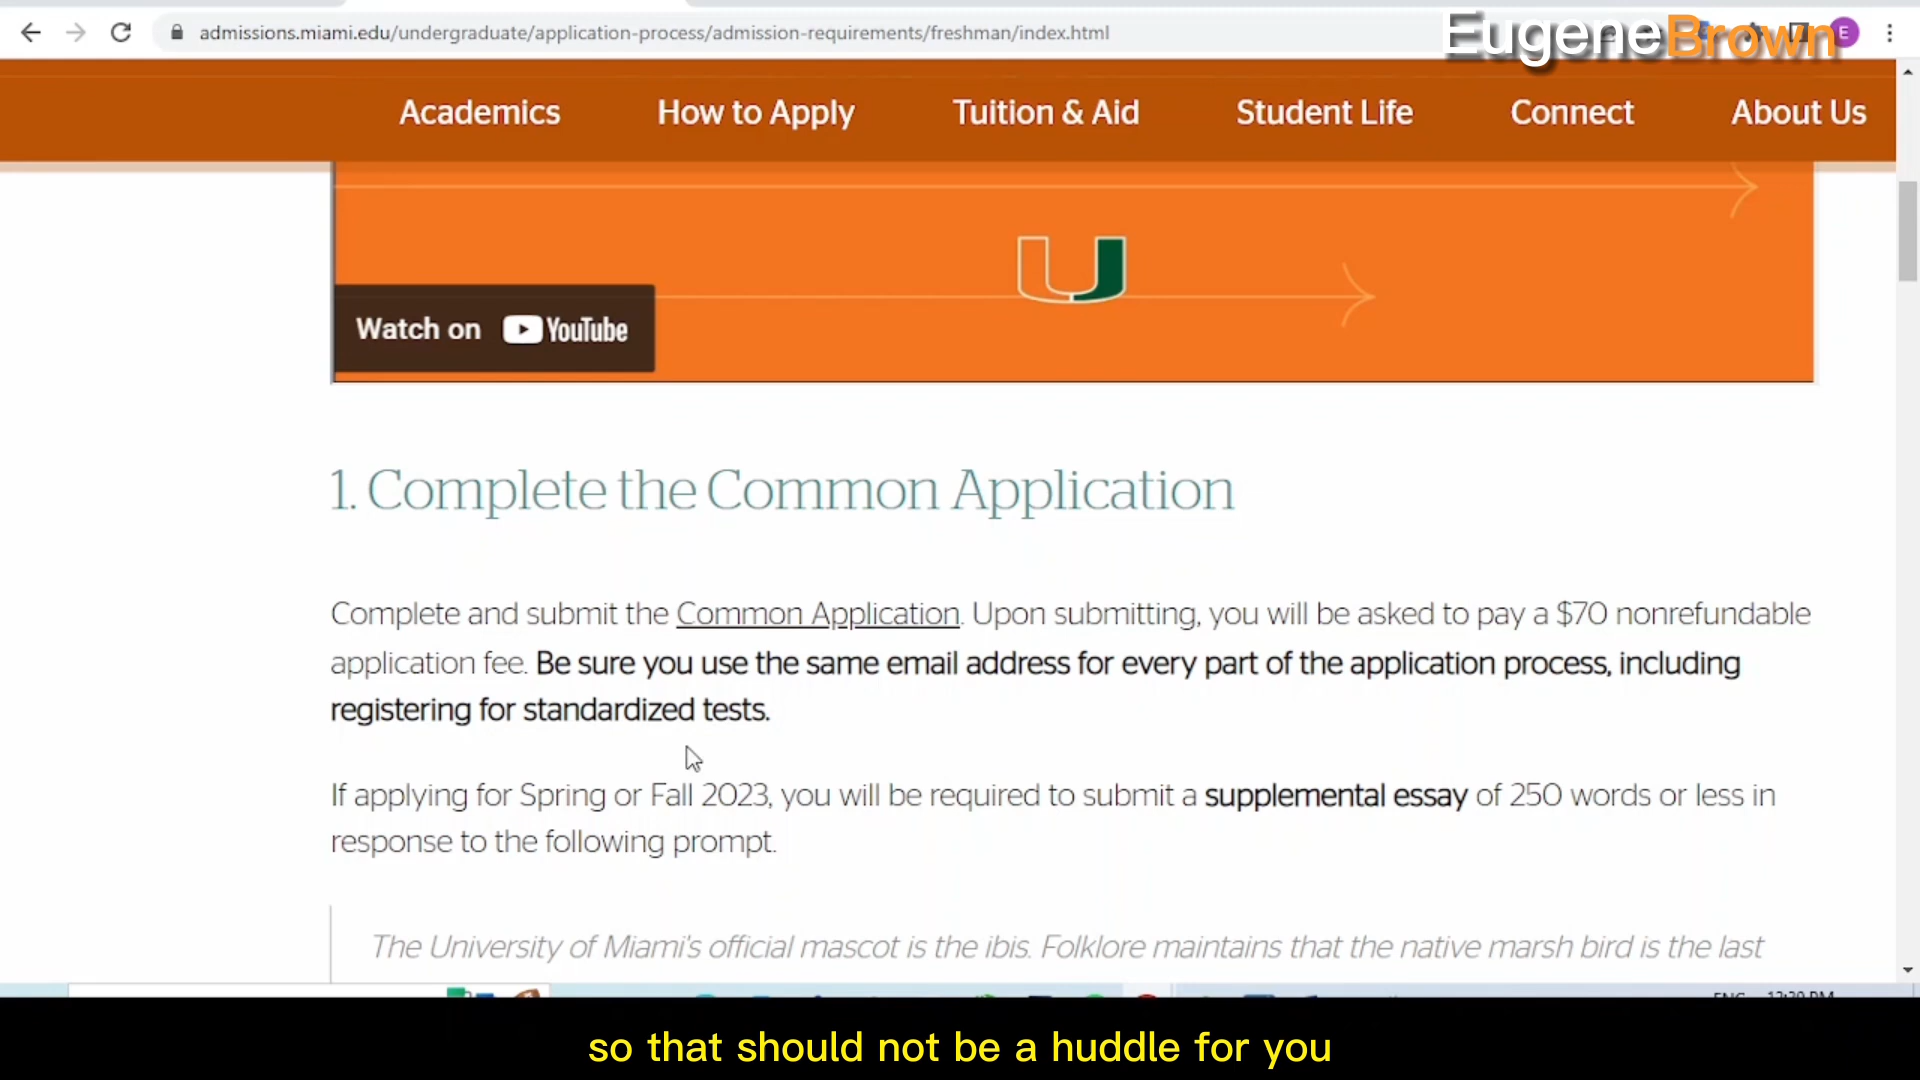 admissions.miami.edu/undergraduate/application-process/admission-requirements/freshman/index.html
EugeneBrown
E
Academics How to Apply Tuition & Aid Student Life Connect About Us
U
Watch on YouTube
1. Complete the Common Application
Complete and submit the Common Application. Upon submitting, you will be asked to pay a $70 nonrefundable
application fee. Be sure you use the same email address for every part of the application process, including
registering for standardized tests.
If applying for Spring or Fall 2023, you will be required to submit a supplemental essay of 250 words or less in
response to the following prompt.
The University of Miami's official mascot is the ibis. Folklore maintains that the native marsh bird is the last
so that should not be a huddle for you